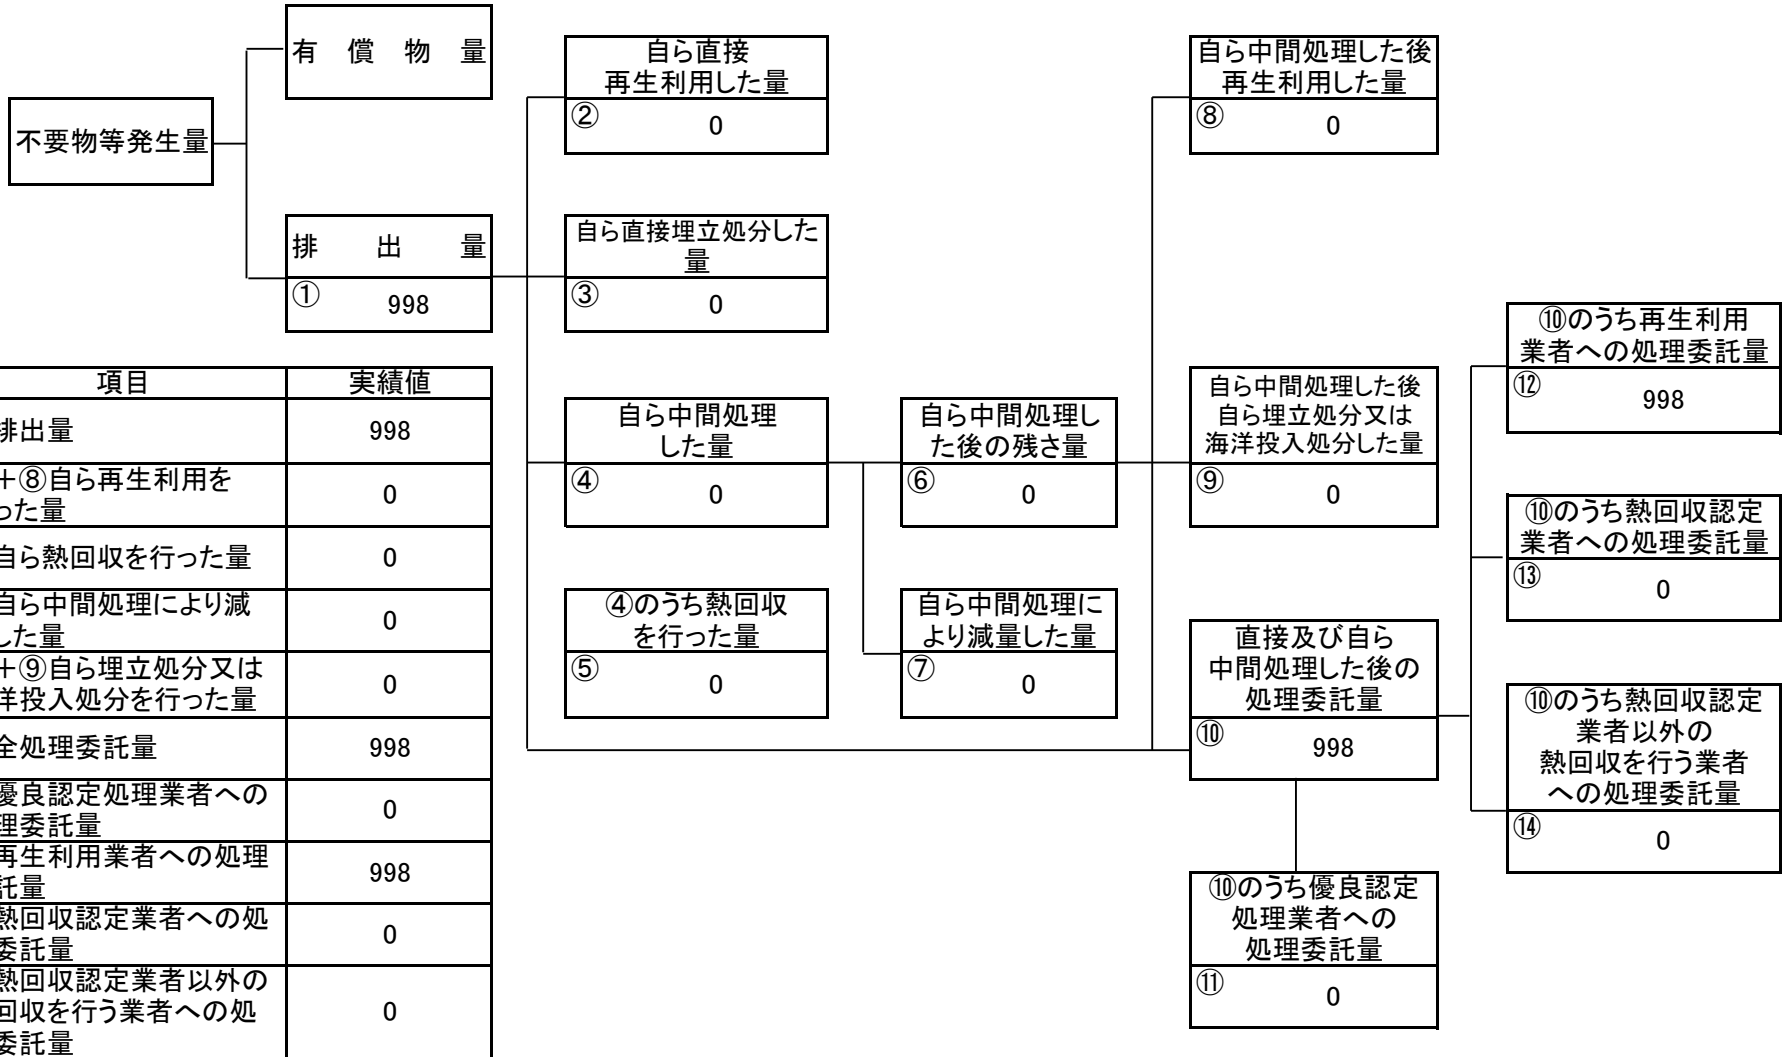 有　償　物　量
不要物等発生量
排　出　量
①
998
自ら直接
再生利用した量
②
0
自ら直接埋立処分した
量
③
0
自ら中間処理
した量
④
0
④のうち熱回収
を行った量
⑤
0
自ら中間処理し
た後の残さ量
⑥
0
自ら中間処理に
より減量した量
⑦
0
自ら中間処理した後
再生利用した量
⑧
0
自ら中間処理した後
自ら埋立処分又は
海洋投入処分した量
⑨
0
直接及び自ら
中間処理した後の
処理委託量
⑩
998
⑩のうち優良認定
処理業者への
処理委託量
⑪
0
⑩のうち再生利用
業者への処理委託量
⑫
998
⑩のうち熱回収認定
業者への処理委託量
⑬
0
⑩のうち熱回収認定
業者以外の
熱回収を行う業者
への処理委託量
⑭
0
項目 実績値
排出量 998
+⑧自ら再生利用を
った量 0
自ら熱回収を行った量 0
自ら中間処理により減
した量 0
+⑨自ら埋立処分又は
洋投入処分を行った量 0
全処理委託量 998
優良認定処理業者への
理委託量 0
再生利用業者への処理
託量 998
熱回収認定業者への処
委託量 0
熱回収認定業者以外の
回収を行う業者への処
委託量 0